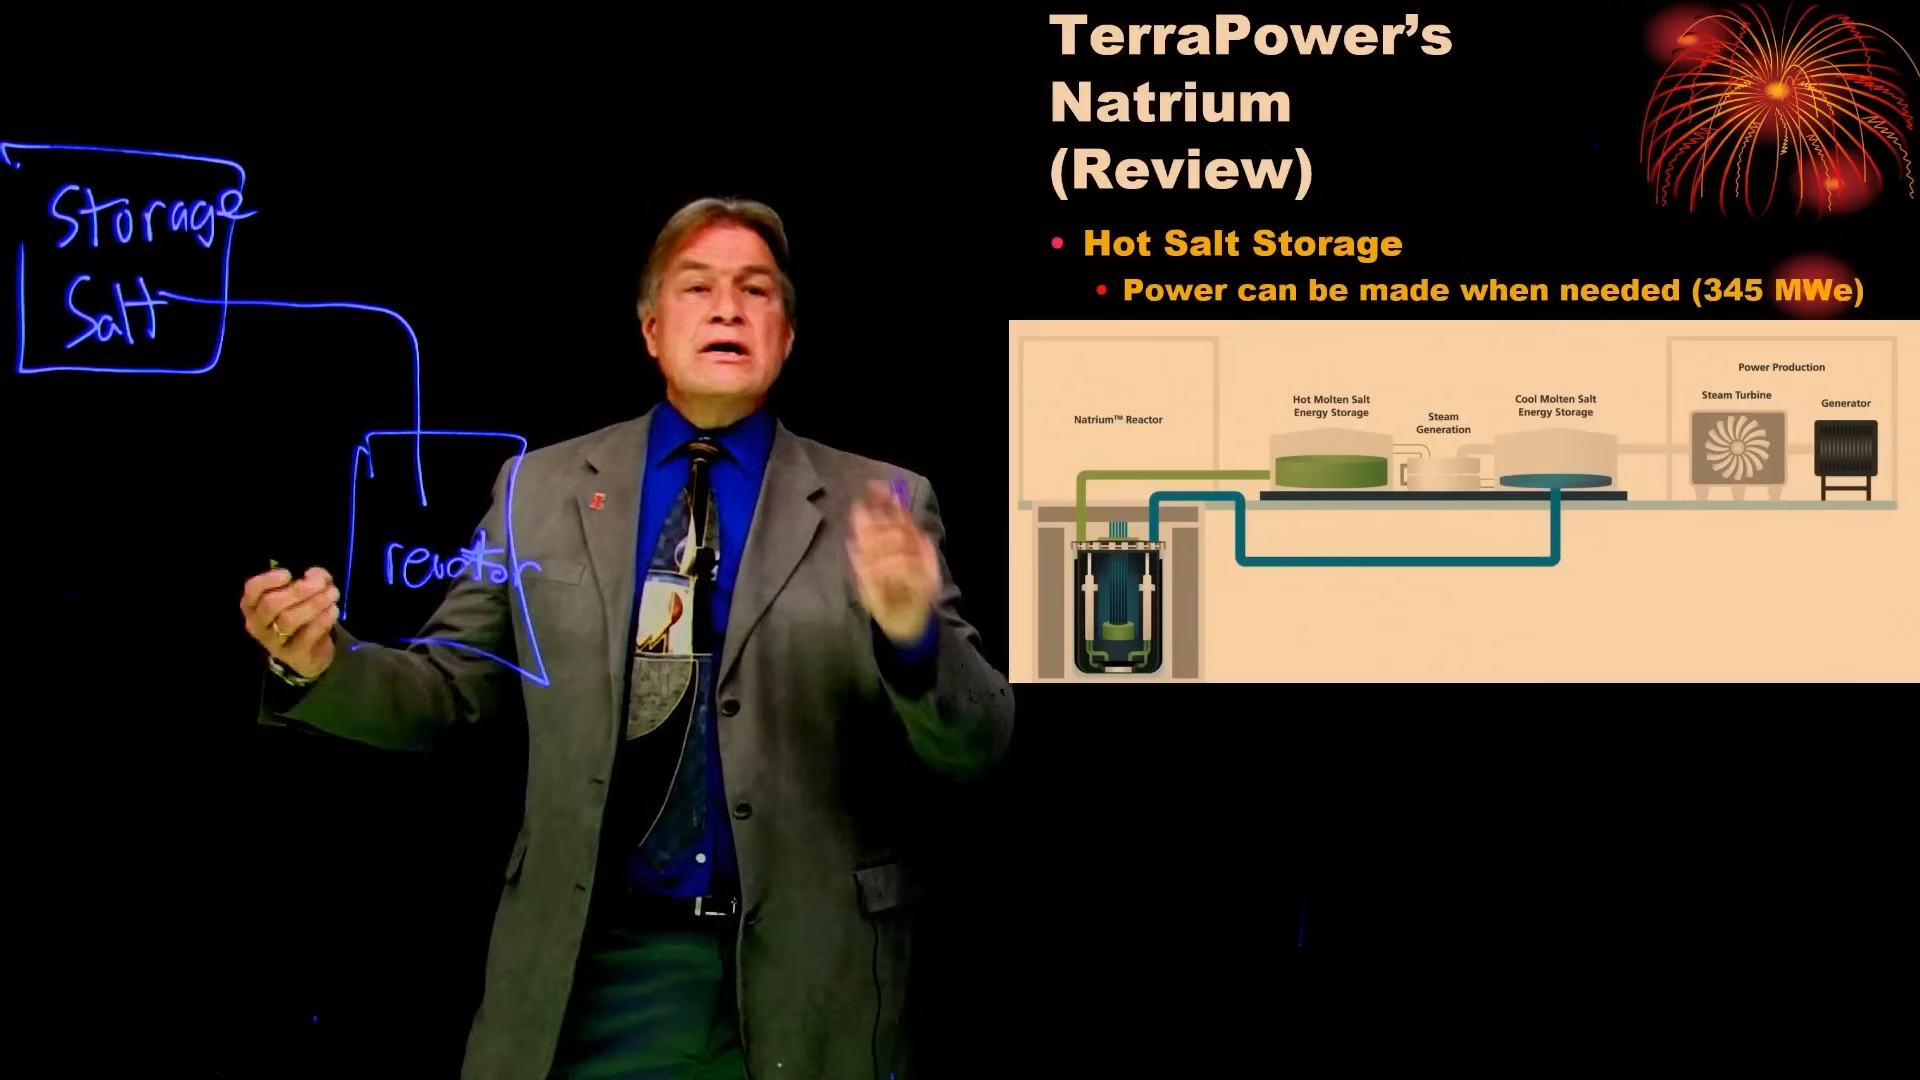 Storage
Salt
reactor
TerraPower's
Natrium
(Review)
• Hot Salt Storage
• Power can be made when needed (345 MWe)
Natrium™ Reactor
Hot Molten Salt
Energy Storage
Steam
Generation
Cool Molten Salt
Energy Storage
Power Production
Steam Turbine
Generator